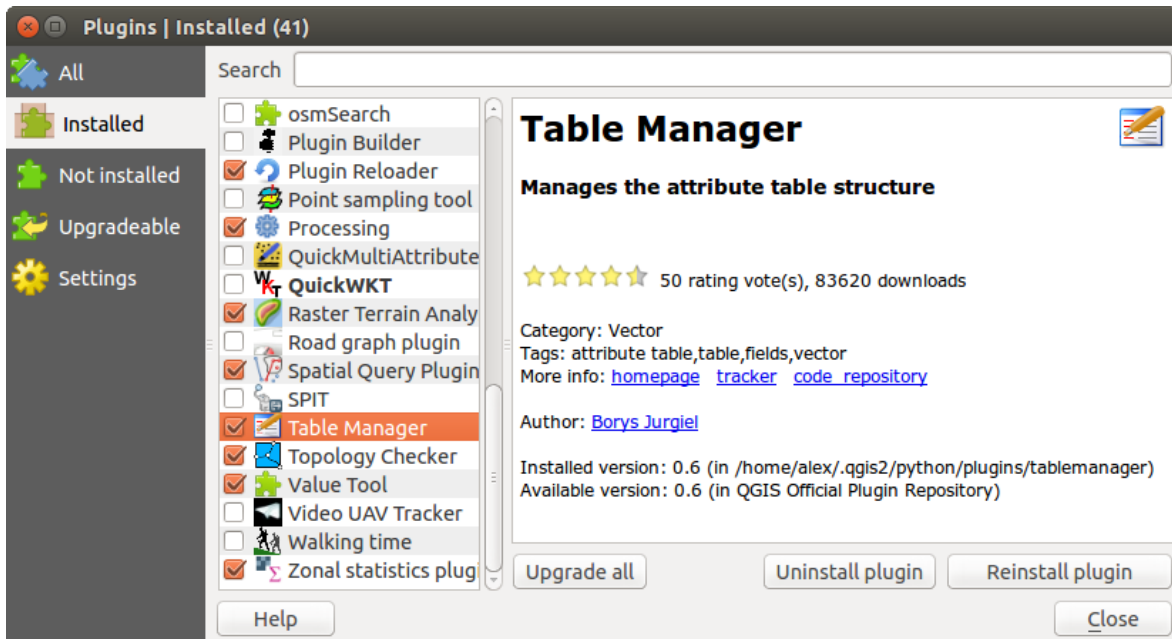 Plugins | Installed (41)
All
Installed
Not installed
Upgradeable
Settings
Search
osmSearch
Plugin Builder
Plugin Reloader
Point sampling tool
Processing
QuickMultiAttribute
WKT QuickWKT
Raster Terrain Analy
Road graph plugin
Spatial Query Plugin
SPIT
Table Manager
Topology Checker
Value Tool
Video UAV Tracker
Walking time
Σ Zonal statistics plugi
Table Manager
Manages the attribute table structure
50 rating vote(s), 83620 downloads
Category: Vector
Tags: attribute table,table,fields,vector
More info: homepage tracker code repository
Author: Borys Jurgiel
Installed version: 0.6 (in /home/alex/.qgis2/python/plugins/tablemanager)
Available version: 0.6 (in QGIS Official Plugin Repository)
Upgrade all
Uninstall plugin
Reinstall plugin
Help
Close